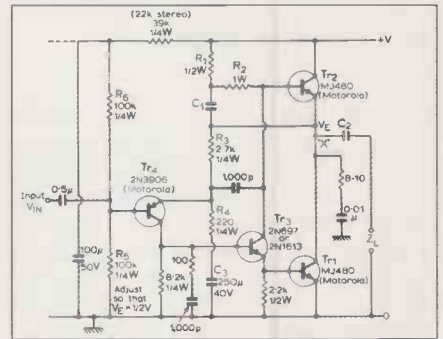 (22k stereo)
39k
1/4W
+V
R1
1/2W
R2
1W
Tr2
MJ480
(Motorola)
R6
100k
1/4W
C1
VE
C2
"X"
R3
2·7k
1/4W
Tr4
2N3906
(Motorola)
1,000p
8-10
Input
VIN
0·5μ
R4
220
1/4W
Tr3
2N697
or
2N1613
0·01
μ
ZL
Tr1
MJ480
(Motorola)
100μ
50V
R5
100k
1/4W
Adjust
so that
VE=1/2V
8·2k
1/4W
100
C3
250μ
40V
2·2k
1/2W
1,000p
O